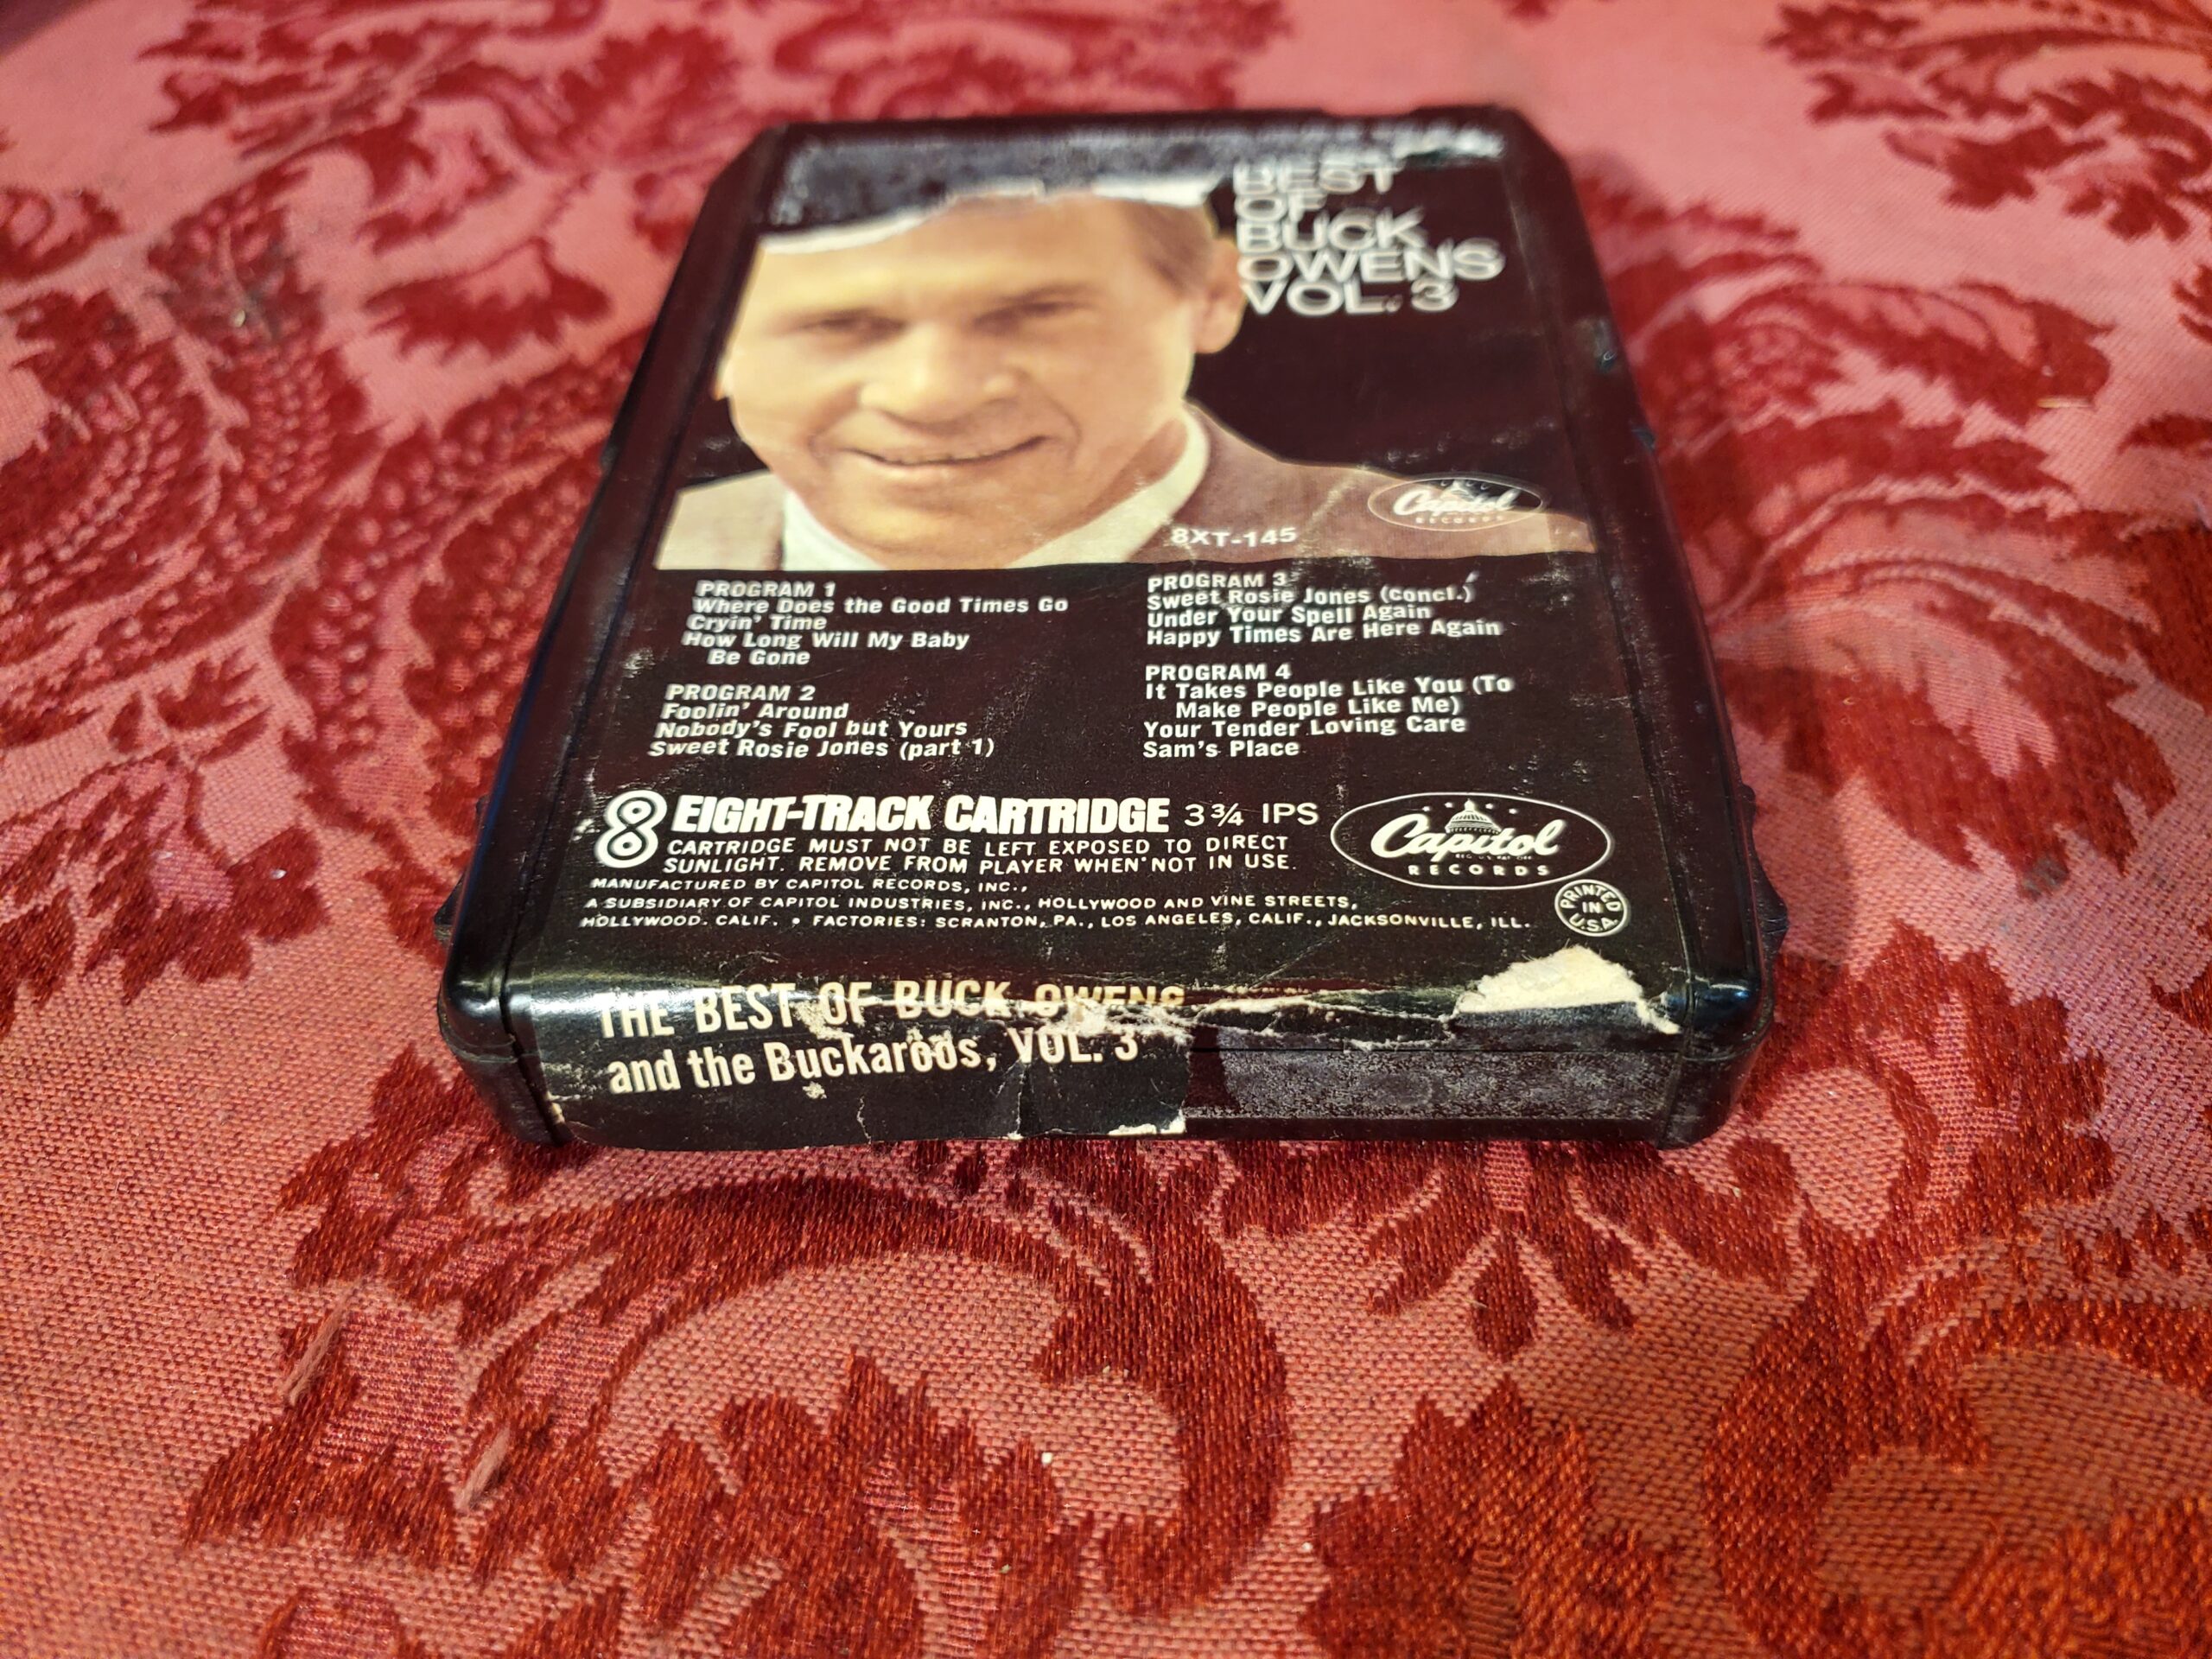 BEST
OF
BUCK
OWENS
VOL. 3
Capitol
RECORDS
8XT-145
PROGRAM 1
Where Does the Good Times Go
Cryin' Time
How Long Will My Baby
Be Gone
PROGRAM 2
Foolin' Around
Nobody's Fool but Yours
Sweet Rosie Jones (part 1)
PROGRAM 3
Sweet Rosie Jones (concl.)
Under Your Spell Again
Happy Times Are Here Again
PROGRAM 4
It Takes People Like You (To
Make People Like Me)
Your Tender Loving Care
Sam's Place
8 EIGHT-TRACK CARTRIDGE 3 ¾ IPS
CARTRIDGE MUST NOT BE LEFT EXPOSED TO DIRECT
SUNLIGHT. REMOVE FROM PLAYER WHEN NOT IN USE.
MANUFACTURED BY CAPITOL RECORDS, INC.,
A SUBSIDIARY OF CAPITOL INDUSTRIES, INC., HOLLYWOOD AND VINE STREETS,
HOLLYWOOD. CALIF. • FACTORIES: SCRANTON, PA., LOS ANGELES, CALIF., JACKSONVILLE, ILL.
Capitol
RECORDS
PRINTED
IN
U.S.A.
THE BEST OF BUCK OWENS
and the Buckaroos, VOL. 3